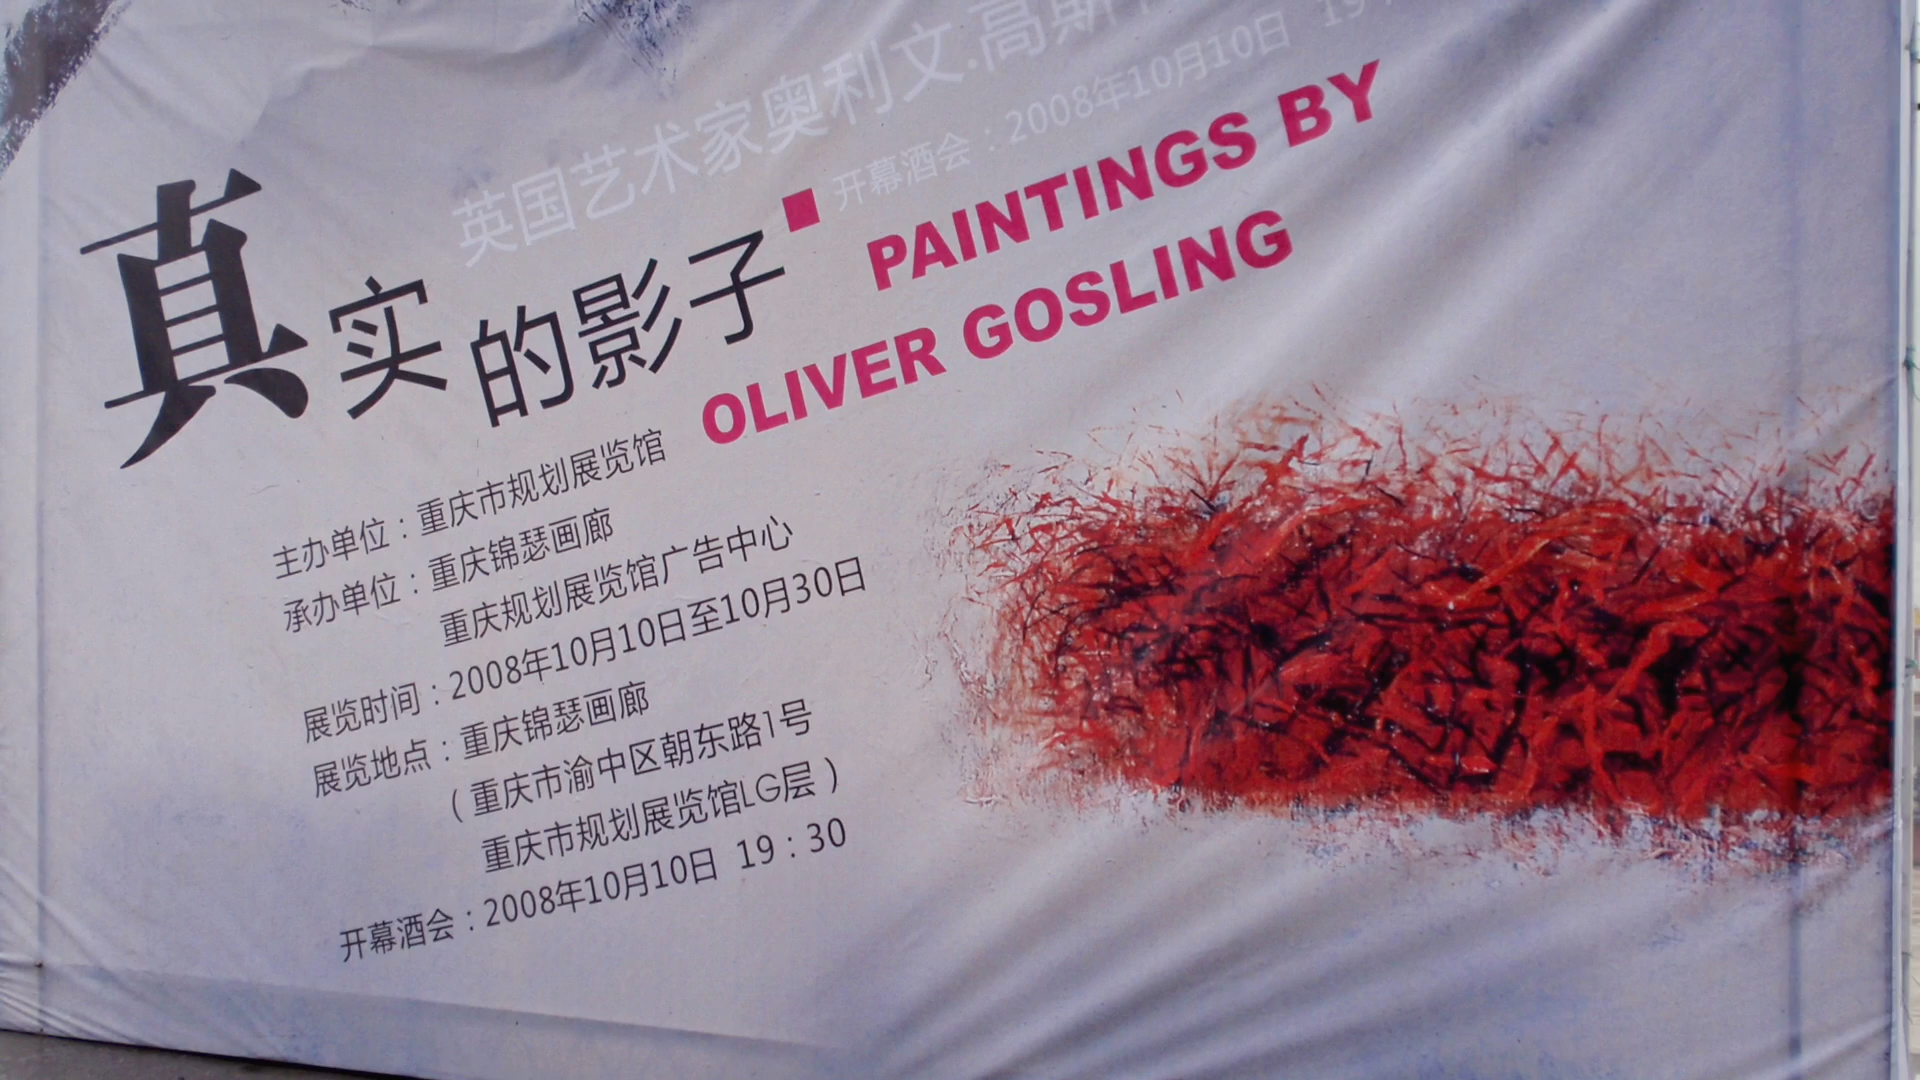 英国艺术家奥利文.高斯
开幕酒会：2008年10月10日 19
真实的影子
PAINTINGS BY
OLIVER GOSLING
主办单位：重庆市规划展览馆
承办单位：重庆锦瑟画廊
重庆规划展览馆广告中心
展览时间：2008年10月10日至10月30日
展览地点：重庆锦瑟画廊
（重庆市渝中区朝东路1号
重庆市规划展览馆LG层）
开幕酒会：2008年10月10日 19：30